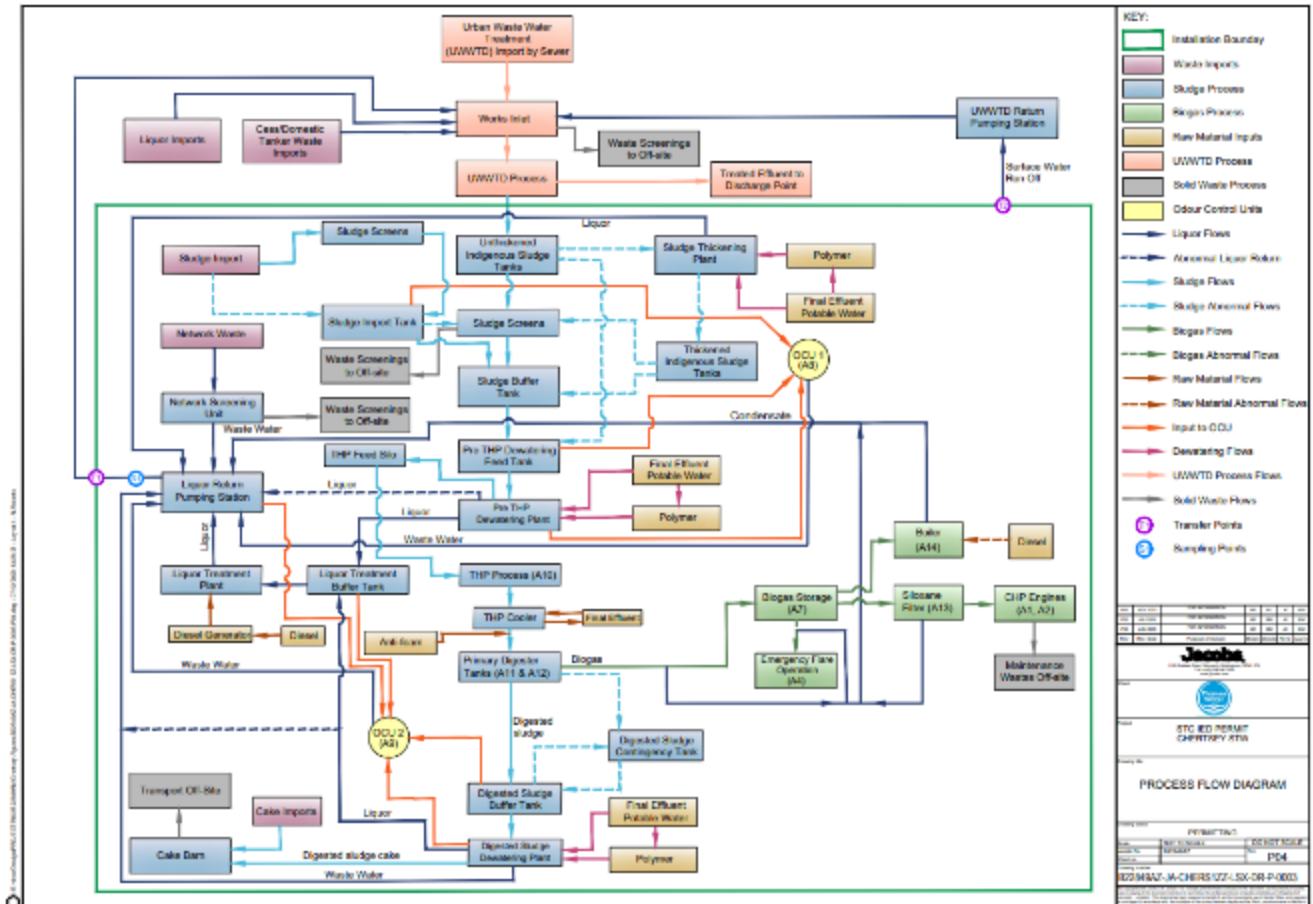 Urban Waste Water
Treatment
(UWWTD) Import by Sewer
Liquor Imports
Cess/Domestic
Tanker Waste
Imports
Works Inlet
Waste Screenings
to Off-site
UWWTD Return
Pumping Station
UWWTD Process
Treated Effluent to
Discharge Point
Surface Water
Run Off
Liquor
Sludge Screens
Sludge Import
Unthickened
Indigenous Sludge
Tanks
Sludge Thickening
Plant
Polymer
Final Effluent
Potable Water
Sludge Import Tank
Sludge Screens
Network Waste
Waste Screenings
to Off-site
Thickened
Indigenous Sludge
Tanks
OCU 1
(A8)
Sludge Buffer
Tank
Network Screening
Unit
Waste Screenings
to Off-site
Waste Water
Condensate
THP Feed Silo
Pre THP Dewatering
Feed Tank
Final Effluent
Potable Water
Liquor Return
Pumping Station
Liquor
Pre THP
Dewatering Plant
Polymer
Liquor
Waste Water
Boiler
(A14)
Diesel
Liquor
Liquor Treatment
Plant
Liquor Treatment
Buffer Tank
THP Process (A10)
Biogas Storage
(A7)
Siloxane
Filter (A13)
CHP Engines
(A1, A2)
THP Cooler
Final Effluent
Diesel Generator
Diesel
Anti-foam
Waste Water
Primary Digester
Tanks (A11 & A12)
Biogas
Emergency Flare
Operation
(A4)
Maintenance
Wastes Off-site
Digested
sludge
OCU 2
(A9)
Digested Sludge
Contingency Tank
Transport Off-Site
Cake Imports
Digested Sludge
Buffer Tank
Final Effluent
Potable Water
Liquor
Cake Barn
Digested sludge cake
Digested Sludge
Dewatering Plant
Polymer
Waste Water
KEY:
Installation Boundary
Waste Imports
Sludge Process
Biogas Process
Raw Material Inputs
UWWTD Process
Solid Waste Process
Odour Control Units
Liquor Flows
Abnormal Liquor Return
Sludge Flows
Sludge Abnormal Flows
Biogas Flows
Biogas Abnormal Flows
Raw Material Flows
Raw Material Abnormal Flows
Input to OCU
Dewatering Flows
UWWTD Process Flows
Solid Waste Flows
Transfer Points
Sampling Points
Jacobs
Thames
Water
STC IED PERMIT
CHERTSEY STW
PROCESS FLOW DIAGRAM
PERMITTING
DO NOT SCALE
P04